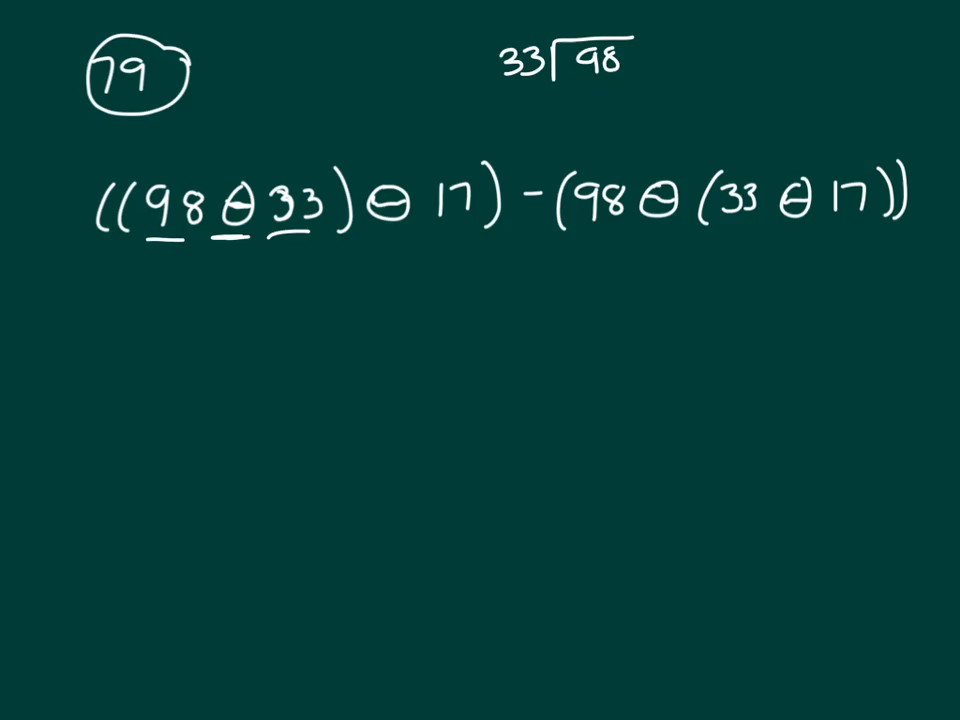 79
33 98
((98 ⊖ 33) ⊖ 17) - (98 ⊖ (33 ⊖ 17))